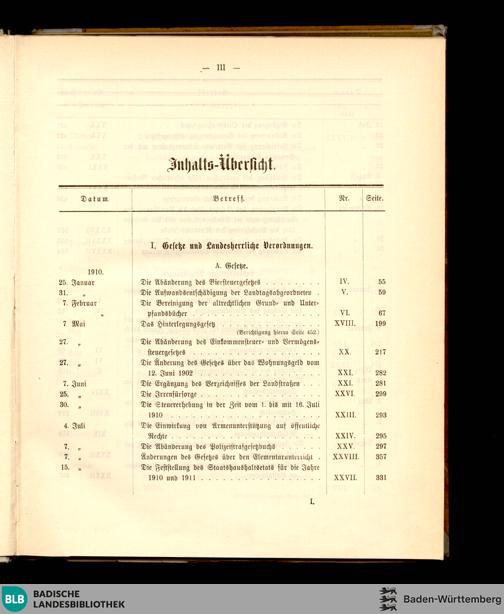 — III —
Inhalts-Übersicht.
Datum Betreff. Nr. Seite.
I. Gesetze und Landesherrliche Verordnungen.
A. Gesetze.
1910.
25. Januar Die Abänderung des Biersteuergesetzes . . . . . . . . . IV. 55
31. „ Die Aufwandsentschädigung der Landtagsabgeordneten . . V. 59
7. Februar Die Bereinigung der altrechtlichen Grund- und Unter-
„ pfandsbücher . . . . . . . . . . . . . . . . VI. 67
7 Mai Das Hinterlegungsgesetz . . . . . . . . . . . . . XVIII. 199
(Berichtigung hierzu Seite 452.)
27. „ Die Abänderung des Einkommensteuer- und Vermögens-
steuergesetzes . . . . . . . . . . . . . . . . XX. 217
27. „ Die Änderung des Gesetzes über das Wohnungsgeld vom
12. Juni 1902 . . . . . . . . . . . . . . . . XXI. 282
7. Juni Die Ergänzung des Verzeichnisses der Landstraßen . . . XXI. 281
25. „ Die Irrenfürsorge . . . . . . . . . . . . . . . XXVI. 299
30. „ Die Steuererhebung in der Zeit vom 1. bis mit 16. Juli
1910 . . . . . . . . . . . . . . . . . . . . XXIII. 293
4. Juli Die Einwirkung von Armenunterstützung auf öffentliche
Rechte . . . . . . . . . . . . . . . . . . . XXIV. 295
7. „ Die Abänderung des Polizeistrafgesetzbuchs . . . . . . XXV. 297
7. „ Änderungen des Gesetzes über den Elementarunterricht . XXVIII. 357
15. „ Die Feststellung des Staatshaushaltsetats für die Jahre
1910 und 1911 . . . . . . . . . . . . . . . . XXVII. 331
I.
BLB BADISCHE
LANDESBIBLIOTHEK
Baden-Württemberg